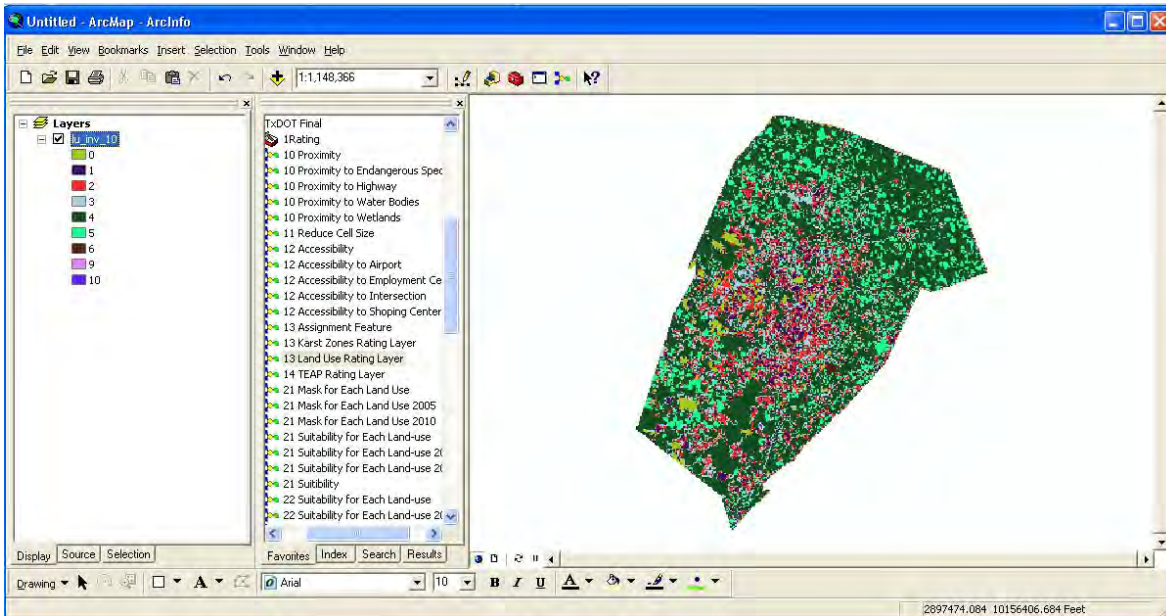 Untitled - ArcMap - ArcInfo
File Edit View Bookmarks Insert Selection Tools Window Help
1:1,148,366
Layers
lu_inv_10
0
1
2
3
4
5
6
9
10
Display Source Selection
TxDOT Final
1Rating
10 Proximity
10 Proximity to Endangerous Spec
10 Proximity to Highway
10 Proximity to Water Bodies
10 Proximity to Wetlands
11 Reduce Cell Size
12 Accessibility
12 Accessibility to Airport
12 Accessibility to Employment Ce
12 Accessibility to Intersection
12 Accessibility to Shoping Center
13 Assignment Feature
13 Karst Zones Rating Layer
13 Land Use Rating Layer
14 TEAP Rating Layer
21 Mask for Each Land Use
21 Mask for Each Land Use 2005
21 Mask for Each Land Use 2010
21 Suitability for Each Land-use
21 Suitability for Each Land-use 20
21 Suitability for Each Land-use 20
21 Suitibility
22 Suitability for Each Land-use
22 Suitability for Each Land-use 20
Favorites Index Search Results
Drawing A Arial 10 B I U A
2897474.084 10156406.684 Feet